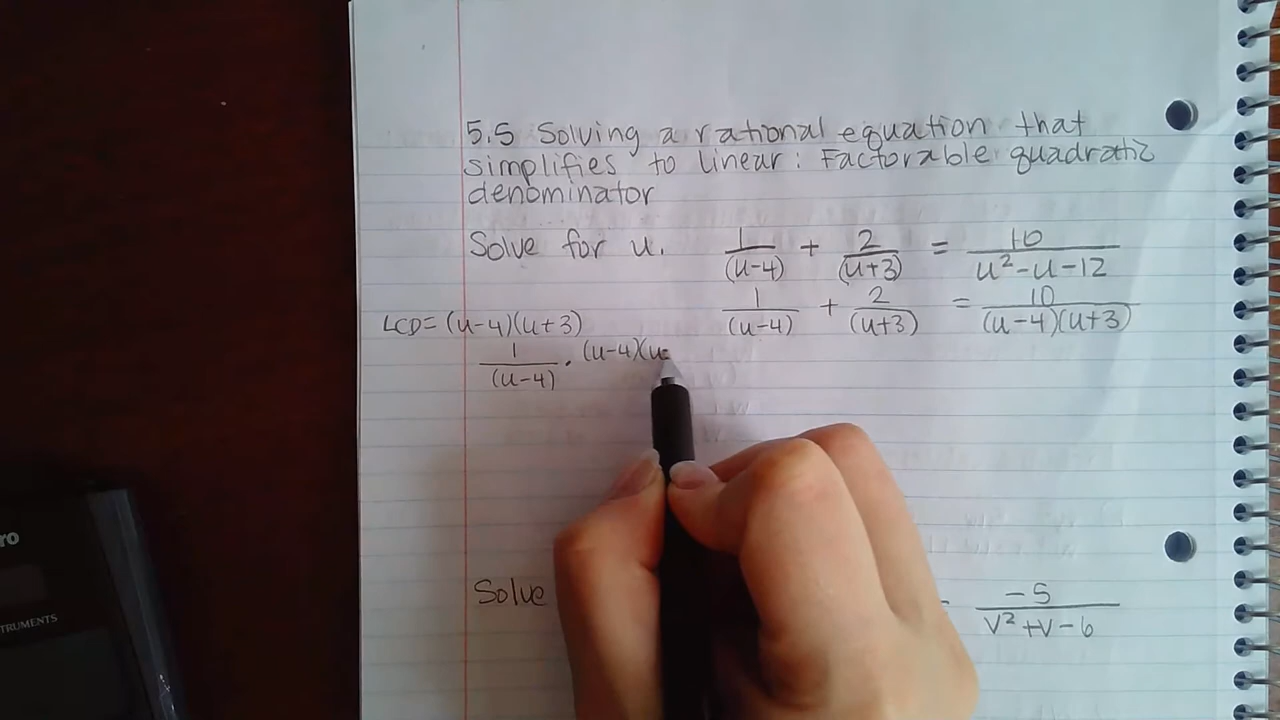 5.5 Solving a rational equation that
simplifies to linear: Factorable quadratic
denominator
Solve for u. 1/(u-4) + 2/(u+3) = 10/u²-u-12
1/(u-4) + 2/(u+3) = 10/(u-4)(u+3)
LCD=(u-4)(u+3)
1/(u-4) · (u-4)(u
Solve -5/v²+v-6
ro
TRUMENTS